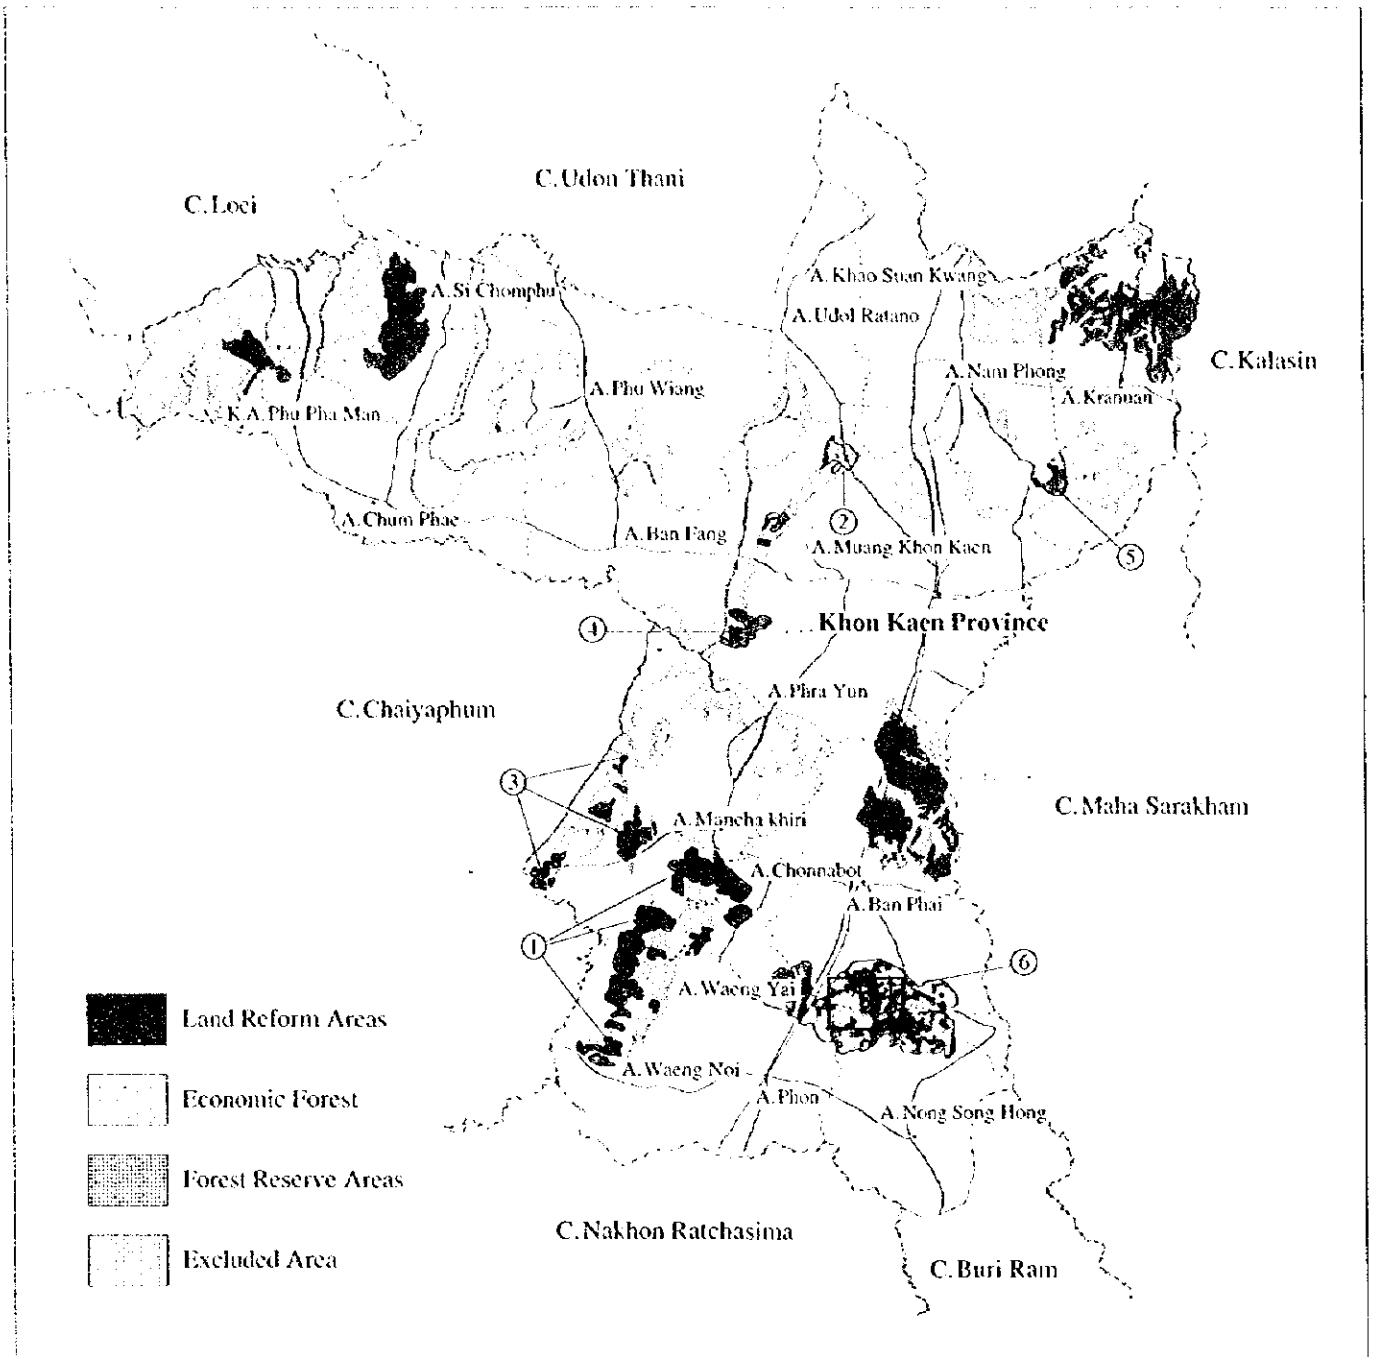 C.Udon Thani
C.Loei
A.Khao Suan Kwang
A.Si Chomphu
A.Udol Ratano
C.Kalasin
A.Nam Phong
A.Phu Wiang
A.Kranuan
K.A.Phu Pha Man
A.Chum Phae
②
A.Ban Fang
A.Muang Khon Kaen
⑤
④
Khon Kaen Province
A.Phra Yun
C.Chaiyaphum
③
C.Maha Sarakham
A.Mancha khiri
A.Chonnabot
A.Ban Phai
①
⑥
A.Waeng Yai
Land Reform Areas
A.Waeng Noi
Economic Forest
A.Phon
A.Nong Song Hong
Forest Reserve Areas
C.Nakhon Ratchasima
Excluded Area
C.Buri Ram